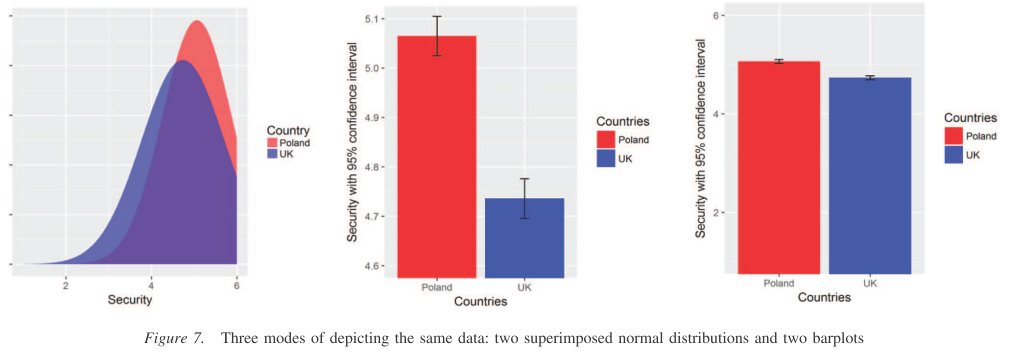 2
4
6
Security
Country
Poland
UK
Security with 95% confidence interval
5.1
5.0
4.9
4.8
4.7
4.6
Poland
UK
Countries
Countries
Poland
UK
Security with 95% confidence interval
6
4
2
Poland
UK
Countries
Countries
Poland
UK
Figure 7. Three modes of depicting the same data: two superimposed normal distributions and two barplots